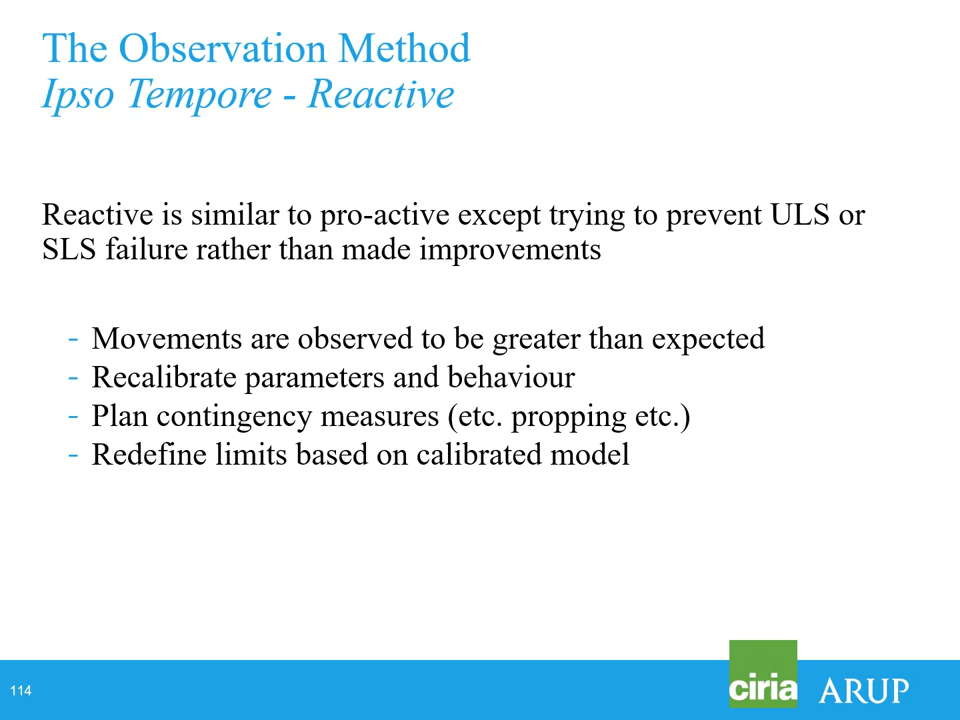 The Observation Method
Ipso Tempore - Reactive
Reactive is similar to pro-active except trying to prevent ULS or
SLS failure rather than made improvements
- Movements are observed to be greater than expected
- Recalibrate parameters and behaviour
- Plan contingency measures (etc. propping etc.)
- Redefine limits based on calibrated model
114
ciria
ARUP